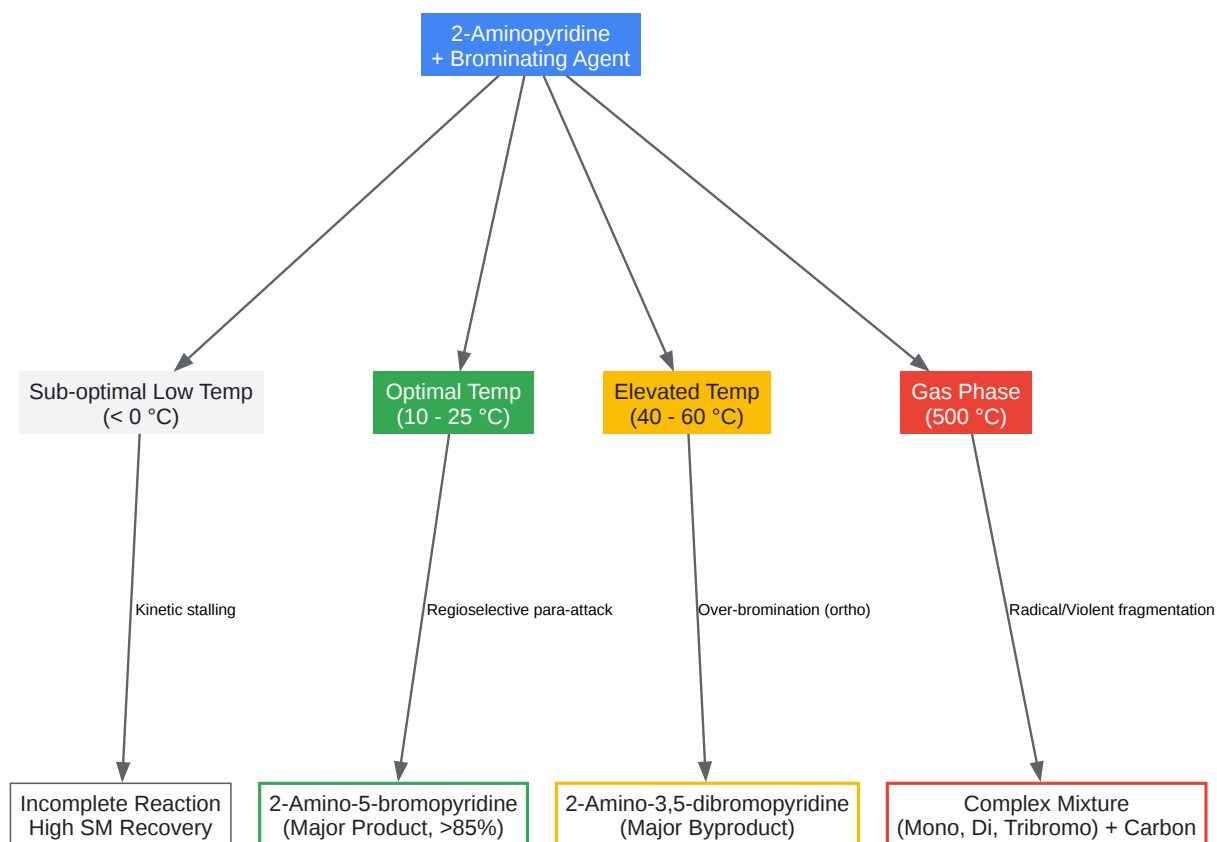 2-Aminopyridine
+ Brominating Agent
Sub-optimal Low Temp
(< 0 °C)
Optimal Temp
(10 - 25 °C)
Elevated Temp
(40 - 60 °C)
Gas Phase
(500 °C)
Kinetic stalling
Regioselective para-attack
Over-bromination (ortho)
Radical/Violent fragmentation
Incomplete Reaction
High SM Recovery
2-Amino-5-bromopyridine
(Major Product, >85%)
2-Amino-3,5-dibromopyridine
(Major Byproduct)
Complex Mixture
(Mono, Di, Tribromo) + Carbon